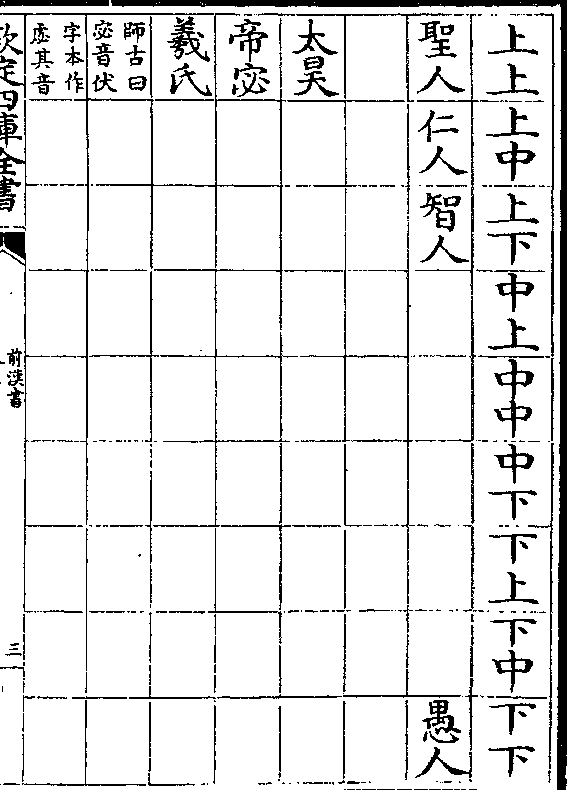 上上 上中 上下 中上 中中 中下 下上 下中 下下
聖人 仁人 智人 愚人
太昊
帝宓
羲氏
師古曰
宓音伏
字本作
虙其音
欽定四庫全書
前漢書
三